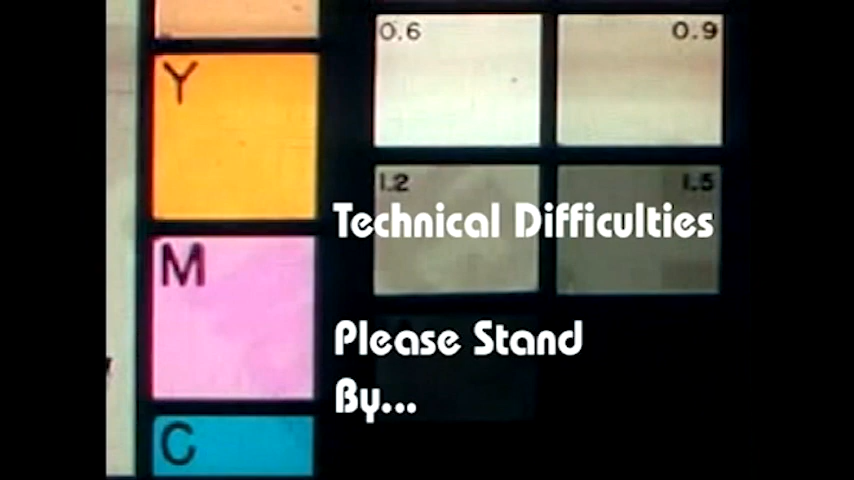 0.6 0.9
Y
1.2 1.5
Technical Difficulties
M
Please Stand
By...
C